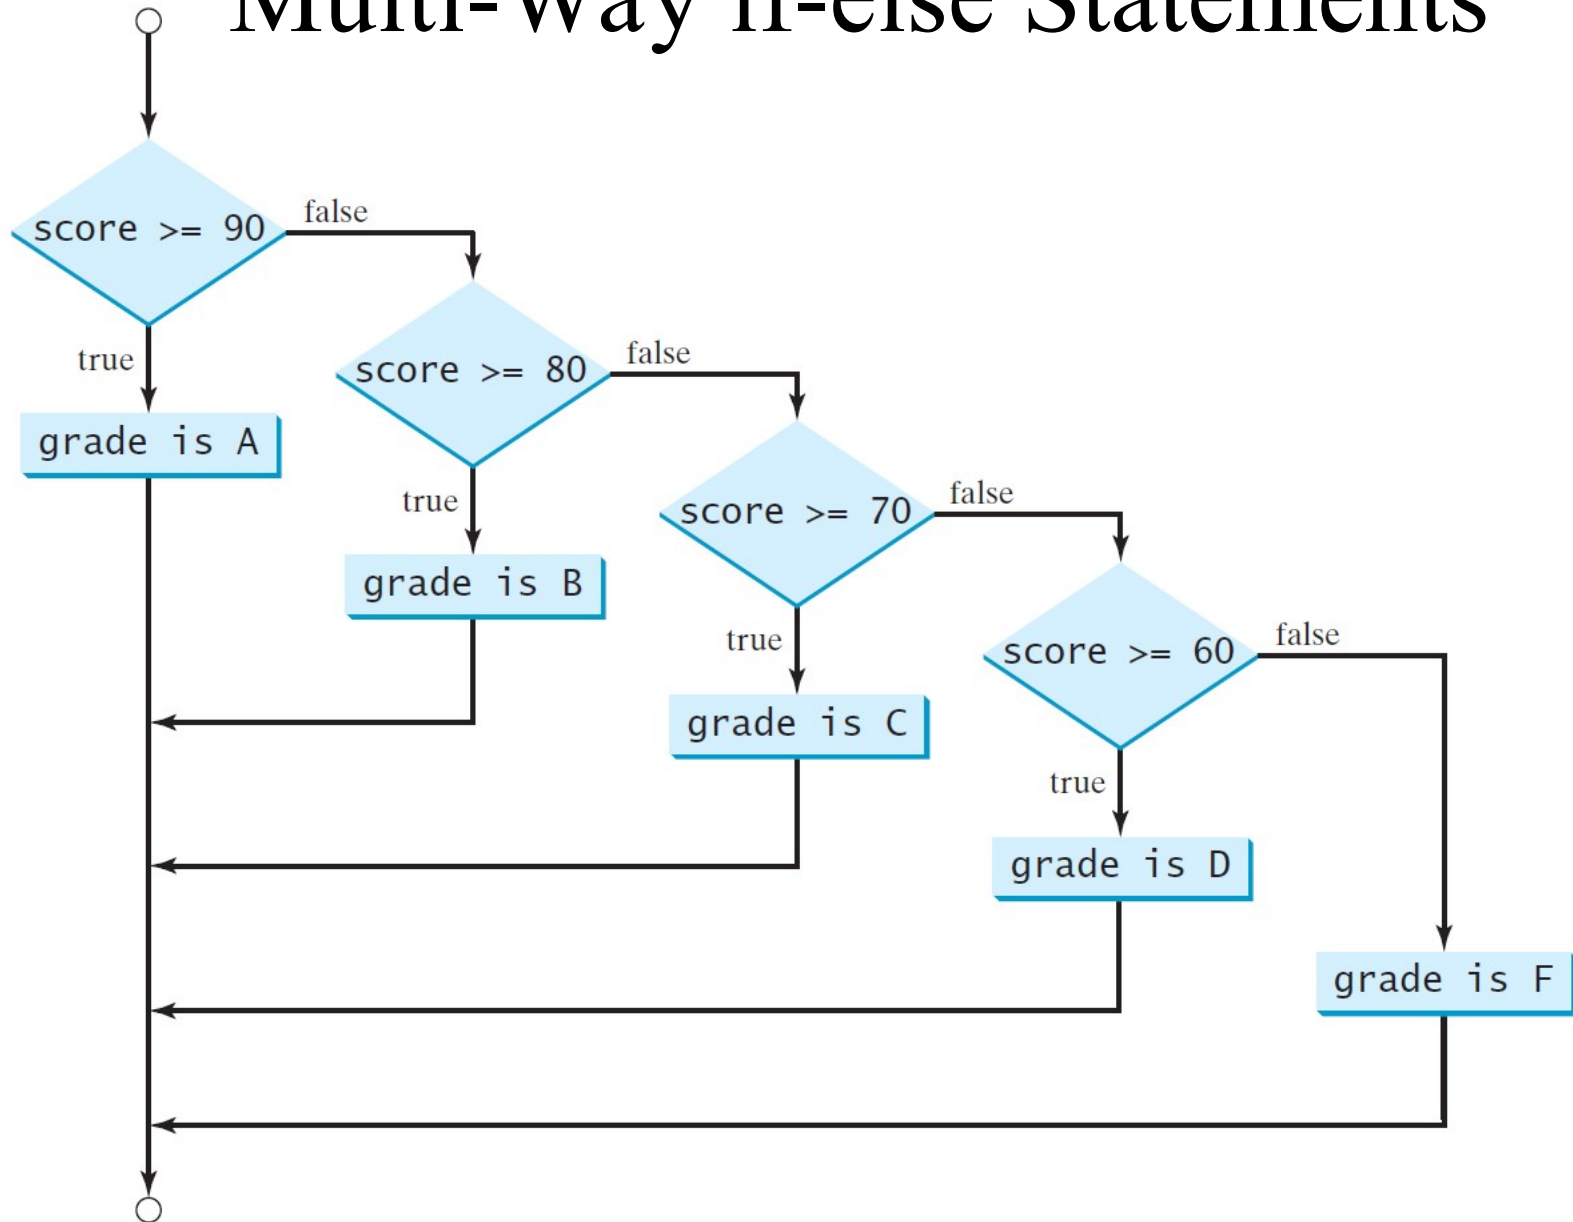 Multi-Way if-else Statements
score >= 90
false
true
grade is A
score >= 80
false
true
grade is B
score >= 70
false
true
grade is C
score >= 60
false
true
grade is D
grade is F